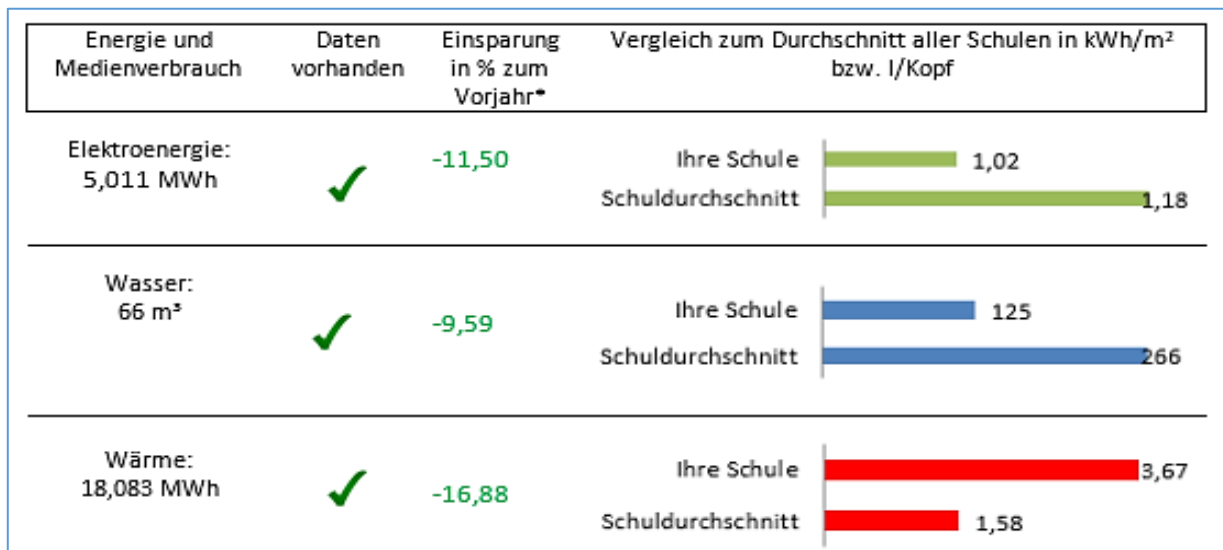 Energie und
Medienverbrauch
Daten
vorhanden
Einsparung
in % zum
Vorjahr*
Vergleich zum Durchschnitt aller Schulen in kWh/m²
bzw. l/Kopf
Elektroenergie:
5,011 MWh
-11,50
Ihre Schule
1,02
Schuldurchschnitt
1,18
Wasser:
66 m³
-9,59
Ihre Schule
125
Schuldurchschnitt
266
Wärme:
18,083 MWh
-16,88
Ihre Schule
3,67
Schuldurchschnitt
1,58